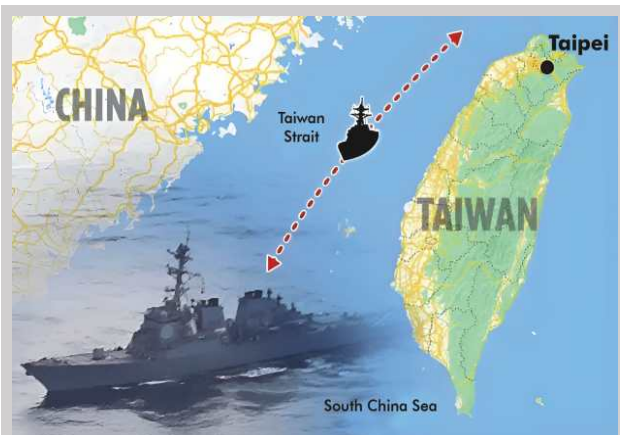 Taipei
CHINA
Taiwan
Strait
TAIWAN
South China Sea